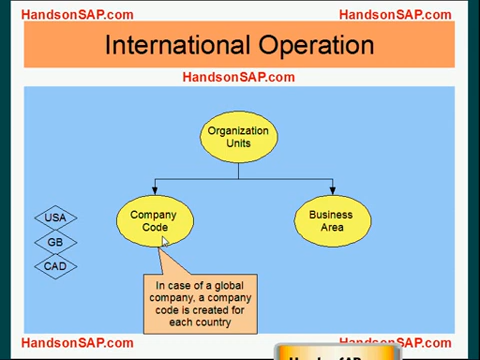 HandsonSAP.com
HandsonSAP.com
International Operation
HandsonSAP.com
Organization
Units
Company
Code
Business
Area
USA
GB
CAD
In case of a global
company, a company
code is created for
each country
HandsonSAP.com
HandsonSAP.com